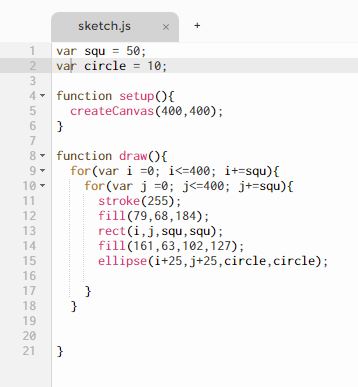 sketch.js × +
1 var squ = 50;
2 var circle = 10;
3
4 function setup(){
5 createCanvas(400,400);
6 }
7
8 function draw(){
9 for(var i =0; i<=400; i+=squ){
10 for(var j =0; j<=400; j+=squ){
11 stroke(255);
12 fill(79,68,184);
13 rect(i,j,squ,squ);
14 fill(161,63,102,127);
15 ellipse(i+25,j+25,circle,circle);
16
17 }
18 }
19
20
21 }